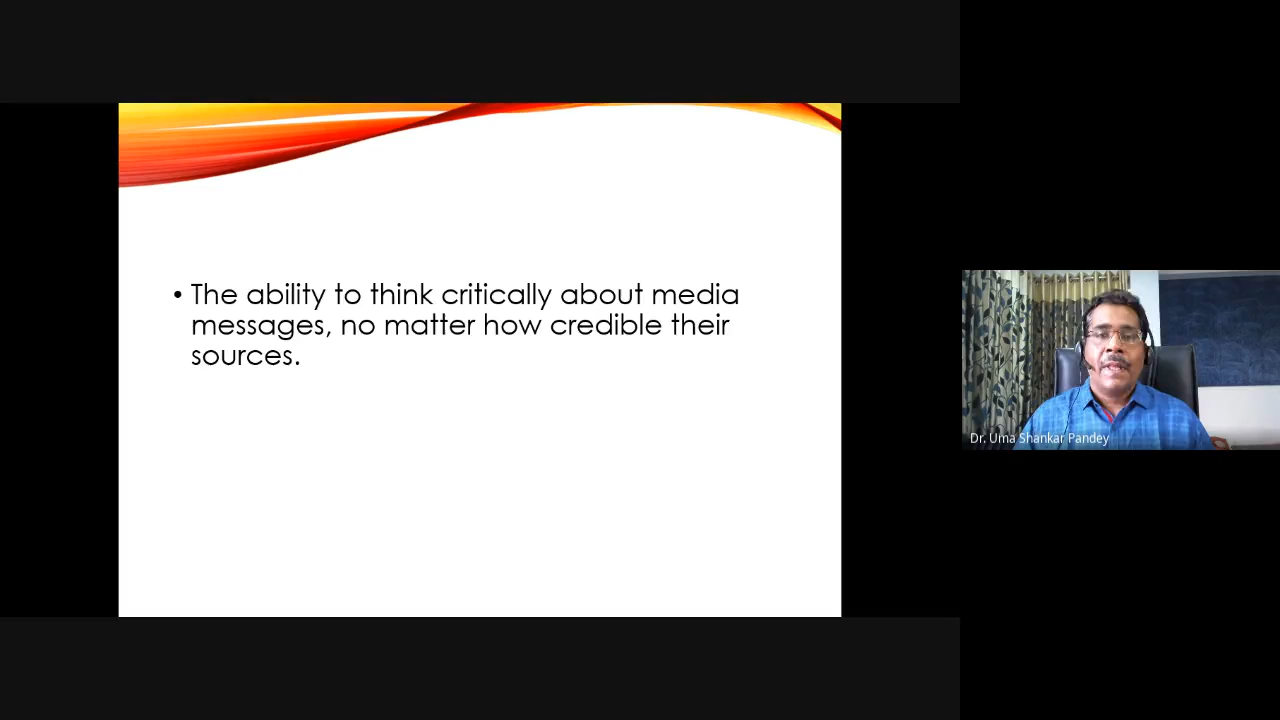 • The ability to think critically about media
messages, no matter how credible their
sources.
Dr. Uma Shankar Pandey